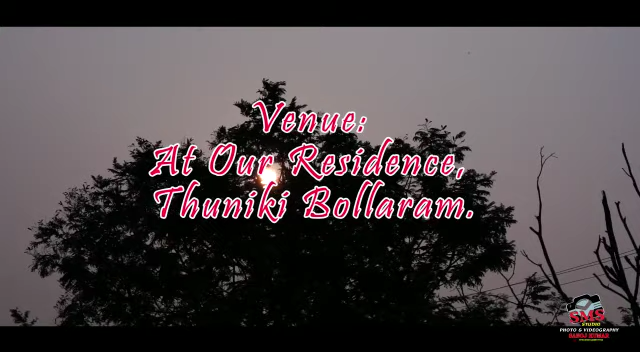 Venue:
At Our Residence,
Thuniki Bollaram.
SMS
STUDIO
PHOTO & VIDEOGRAPHY